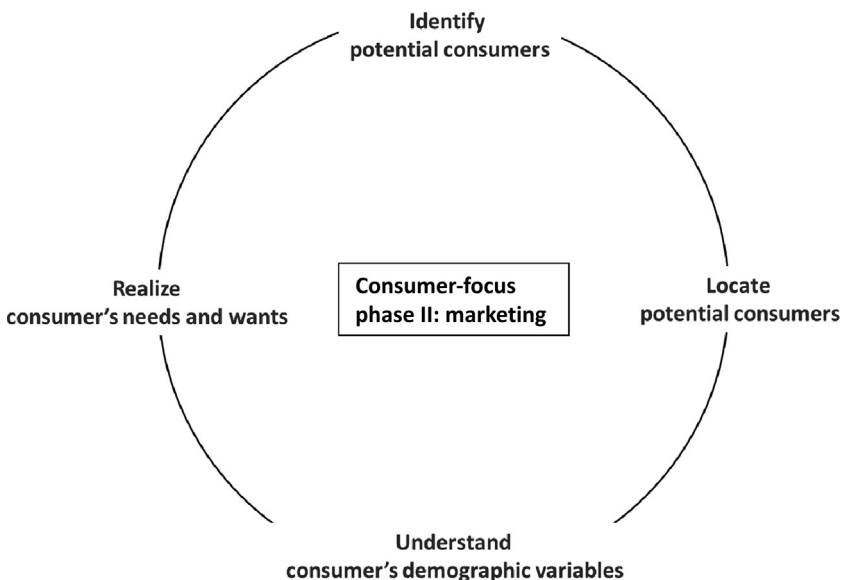 Identify
potential consumers
Realize
consumer’s needs and wants
Consumer-focus
phase II: marketing
Locate
potential consumers
Understand
consumer’s demographic variables